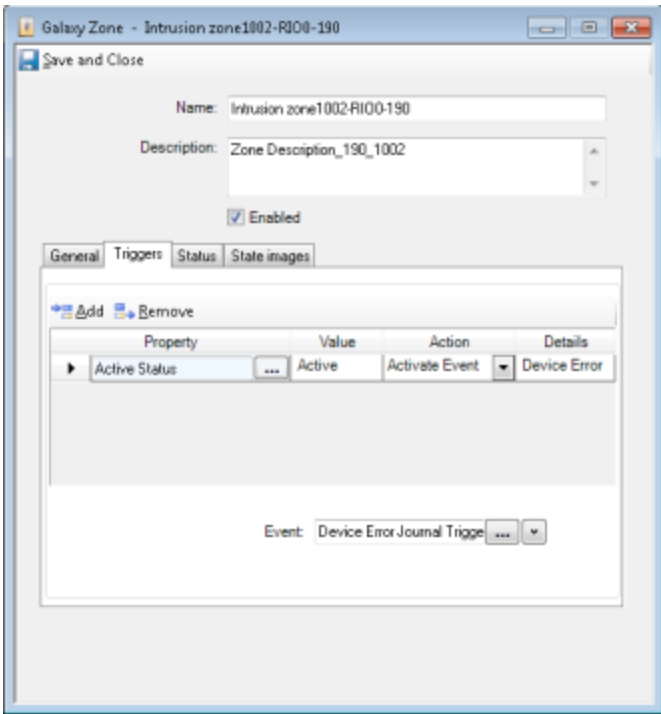 Galaxy Zone - Intrusion zone1002-RIO0-190
Save and Close
Name: Intrusion zone1002-RIO0-190
Description: Zone Description_190_1002
Enabled
General Triggers Status State images
Add Remove
Property Value Action Details
Active Status ... Active Activate Event Device Error
Event: Device Error Journal Trigge ...